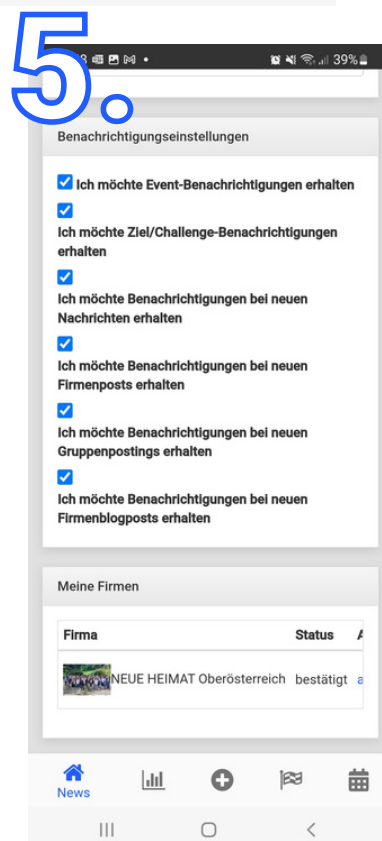 5.
39%
Benachrichtigungseinstellungen
Ich möchte Event-Benachrichtigungen erhalten
Ich möchte Ziel/Challenge-Benachrichtigungen
erhalten
Ich möchte Benachrichtigungen bei neuen
Nachrichten erhalten
Ich möchte Benachrichtigungen bei neuen
Firmenposts erhalten
Ich möchte Benachrichtigungen bei neuen
Gruppenpostings erhalten
Ich möchte Benachrichtigungen bei neuen
Firmenblogposts erhalten
Meine Firmen
Firma Status
NEUE HEIMAT Oberösterreich bestätigt a
News